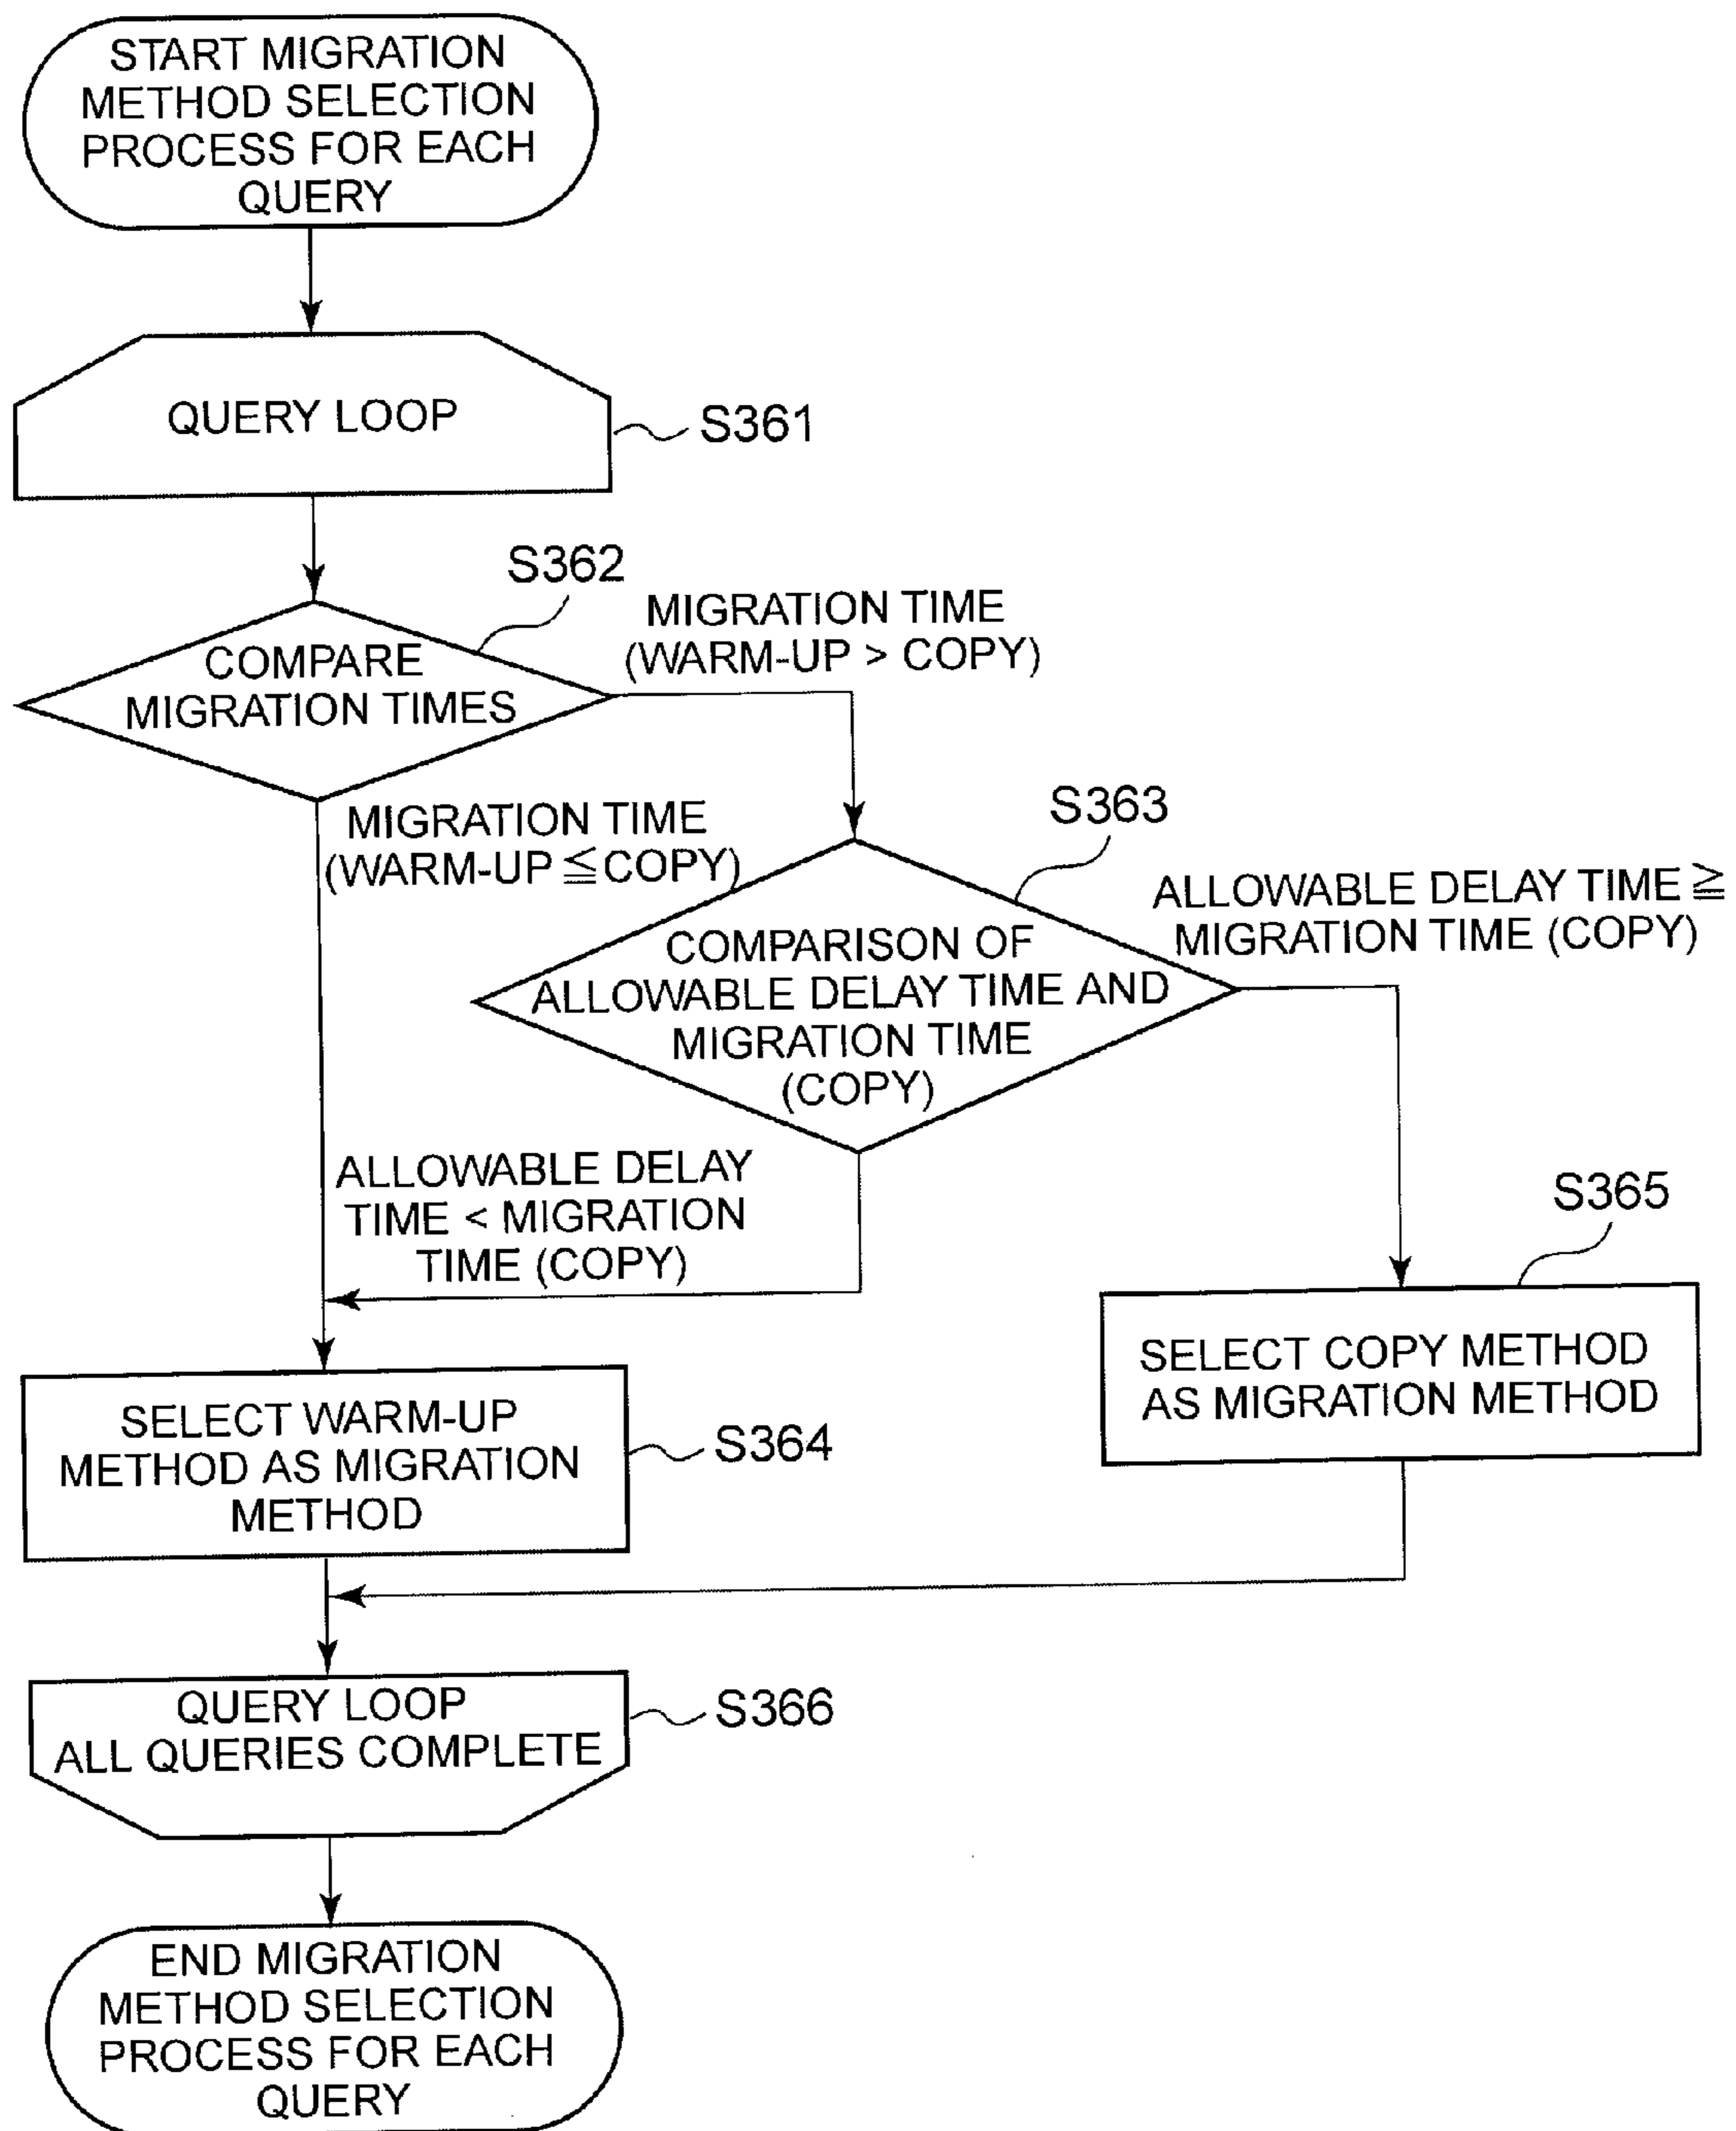 START MIGRATION
METHOD SELECTION
PROCESS FOR EACH
QUERY
QUERY LOOP
S361
S362
COMPARE
MIGRATION TIMES
MIGRATION TIME
(WARM-UP > COPY)
MIGRATION TIME
(WARM-UP ≦ COPY)
S363
COMPARISON OF
ALLOWABLE DELAY TIME AND
MIGRATION TIME
(COPY)
ALLOWABLE DELAY TIME ≧
MIGRATION TIME (COPY)
ALLOWABLE DELAY
TIME < MIGRATION
TIME (COPY)
S365
SELECT COPY METHOD
AS MIGRATION METHOD
SELECT WARM-UP
METHOD AS MIGRATION
METHOD
S364
QUERY LOOP
ALL QUERIES COMPLETE
S366
END MIGRATION
METHOD SELECTION
PROCESS FOR EACH
QUERY